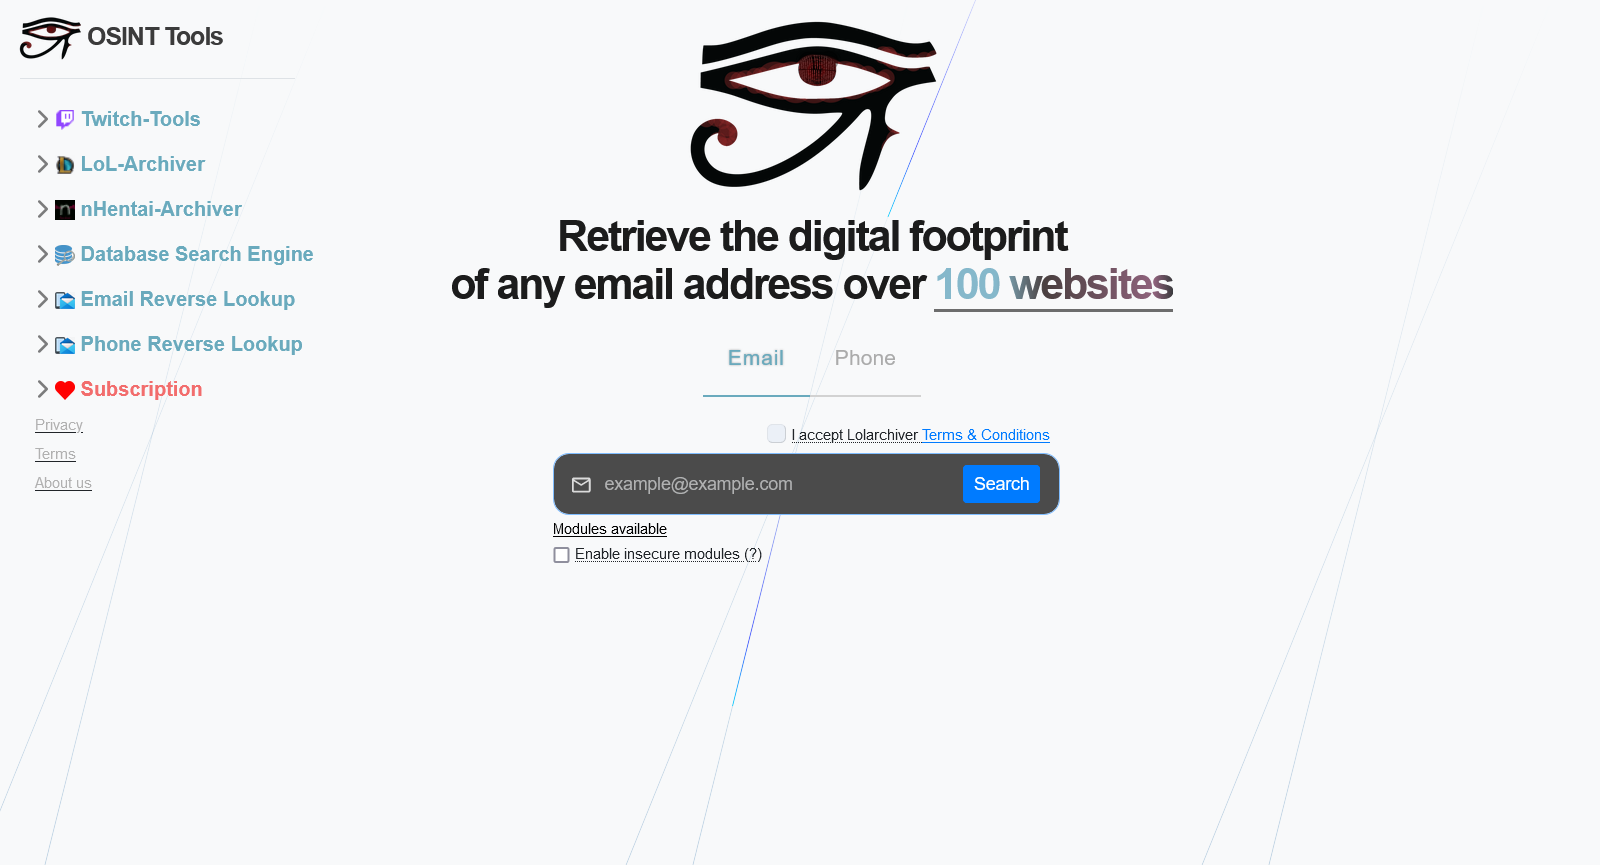 OSINT Tools
Twitch-Tools
LoL-Archiver
nHentai-Archiver
Database Search Engine
Email Reverse Lookup
Phone Reverse Lookup
Subscription
Privacy
Terms
About us
Retrieve the digital footprint
of any email address over 100 websites
Email Phone
I accept Lolarchiver Terms & Conditions
example@example.com Search
Modules available
Enable insecure modules (?)